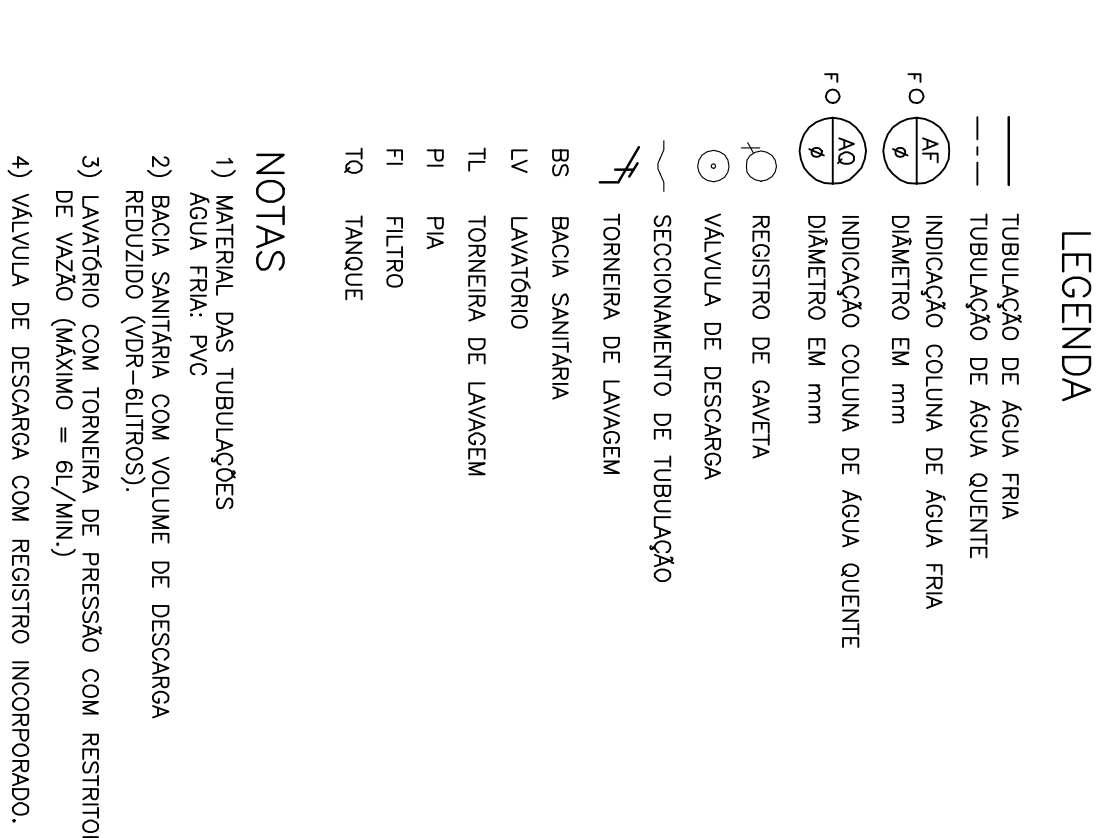 LEGENDA
TUBULAÇÃO DE ÁGUA FRIA
TUBULAÇÃO DE ÁGUA QUENTE
FO AF INDICAÇÃO COLUNA DE ÁGUA FRIA
ø DIÂMETRO EM mm
FO AQ INDICAÇÃO COLUNA DE ÁGUA QUENTE
ø DIÂMETRO EM mm
REGISTRO DE GAVETA
VÁLVULA DE DESCARGA
SECCIONAMENTO DE TUBULAÇÃO
TORNEIRA DE LAVAGEM
BS BACIA SANITÁRIA
LV LAVATÓRIO
TL TORNEIRA DE LAVAGEM
PI PIA
FI FILTRO
TQ TANQUE
NOTAS
1) MATERIAL DAS TUBULAÇÕES
ÁGUA FRIA: PVC
2) BACIA SANITÁRIA COM VOLUME DE DESCARGA
REDUZIDO (VDR-6LITROS).
3) LAVATÓRIO COM TORNEIRA DE PRESSÃO COM
DE VAZÃO (MÁXIMO = 6L/MIN.)
4) VÁLVULA DE DESCARGA COM REGISTRO INCORPORADO.